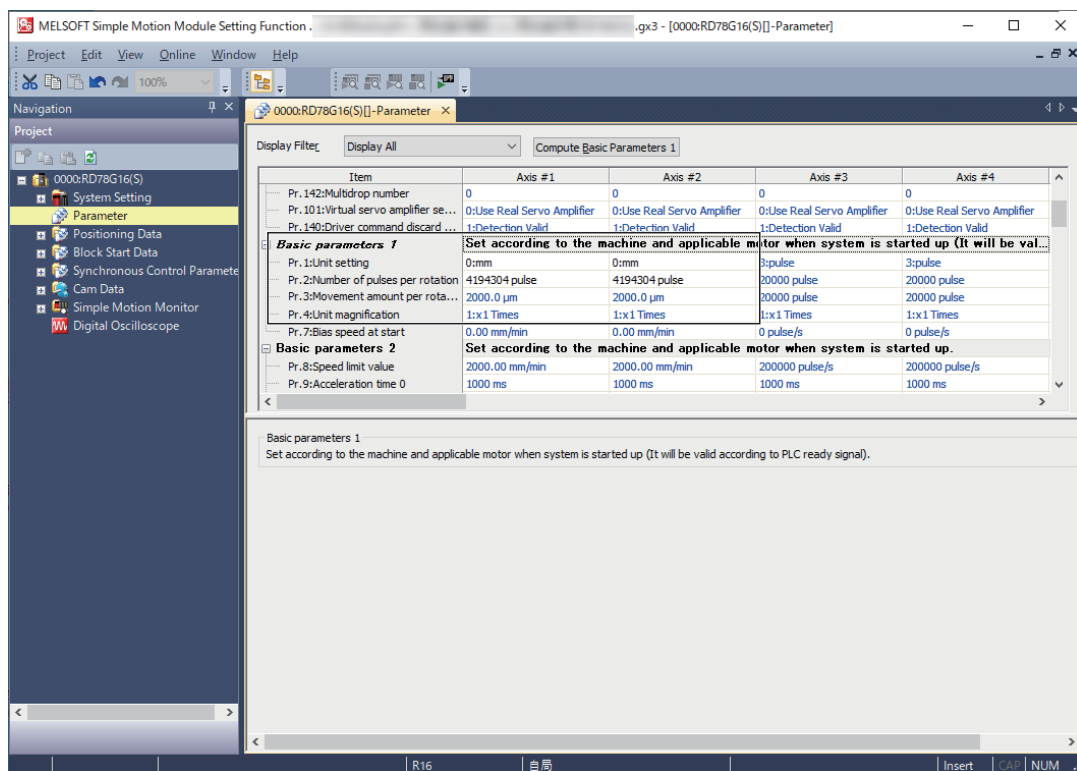 MELSOFT Simple Motion Module Setting Function . .gx3 - [0000:RD78G16(S)[]-Parameter]
Project Edit View Online Window Help
100%
Navigation
0000:RD78G16(S)[]-Parameter
Project
Display Filter Display All Compute Basic Parameters 1
0000:RD78G16(S)
System Setting
Parameter
Positioning Data
Block Start Data
Synchronous Control Paramete
Cam Data
Simple Motion Monitor
Digital Oscilloscope
Item Axis #1 Axis #2 Axis #3 Axis #4
Pr.142:Multidrop number 0 0 0 0
Pr.101:Virtual servo amplifier se... 0:Use Real Servo Amplifier 0:Use Real Servo Amplifier 0:Use Real Servo Amplifier 0:Use Real Servo Amplifier
Pr.140:Driver command discard ... 1:Detection Valid 1:Detection Valid 1:Detection Valid 1:Detection Valid
Basic parameters 1 Set according to the machine and applicable motor when system is started up (It will be val...
Pr.1:Unit setting 0:mm 0:mm 3:pulse 3:pulse
Pr.2:Number of pulses per rotation 4194304 pulse 4194304 pulse 20000 pulse 20000 pulse
Pr.3:Movement amount per rota... 2000.0 μm 2000.0 μm 20000 pulse 20000 pulse
Pr.4:Unit magnification 1:x1 Times 1:x1 Times 1:x1 Times 1:x1 Times
Pr.7:Bias speed at start 0.00 mm/min 0.00 mm/min 0 pulse/s 0 pulse/s
Basic parameters 2 Set according to the machine and applicable motor when system is started up.
Pr.8:Speed limit value 2000.00 mm/min 2000.00 mm/min 200000 pulse/s 200000 pulse/s
Pr.9:Acceleration time 0 1000 ms 1000 ms 1000 ms 1000 ms
Basic parameters 1
Set according to the machine and applicable motor when system is started up (It will be valid according to PLC ready signal).
R16 自局 Insert CAP NUM